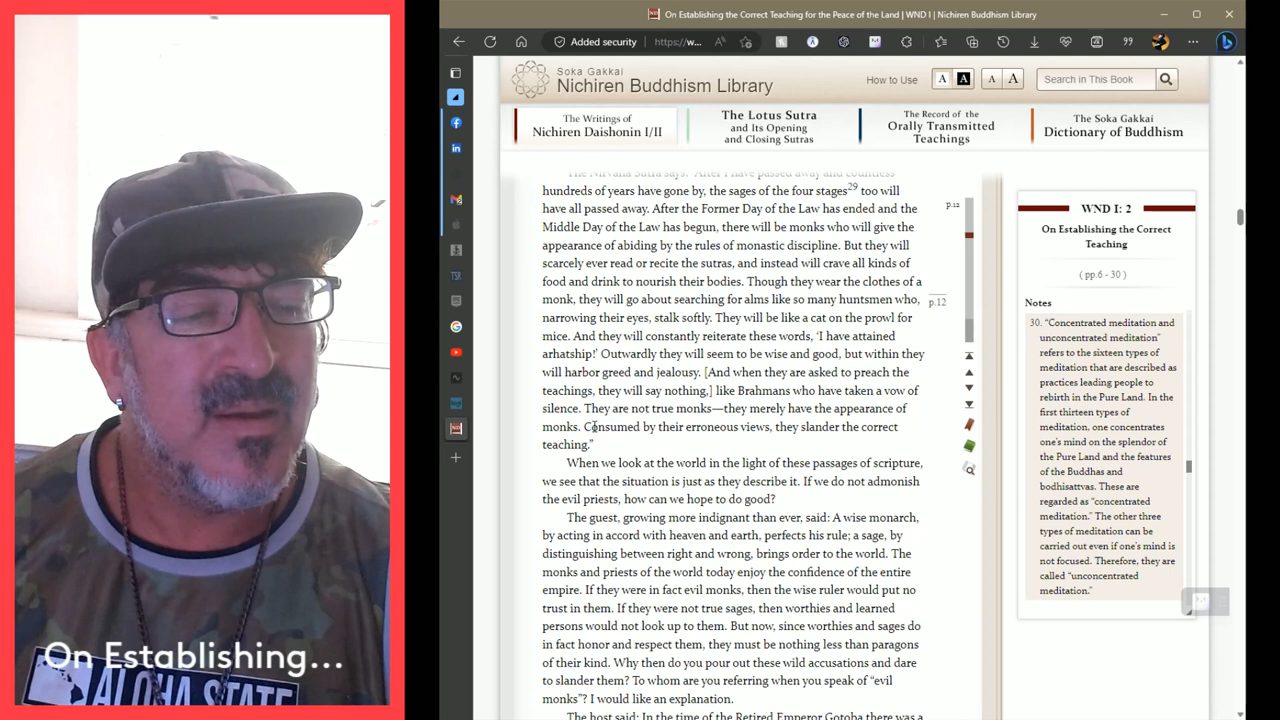 On Establishing the Correct Teaching for the Peace of the Land | WND I | Nichiren Buddhism Library
Added security
https://w...
Soka Gakkai
Nichiren Buddhism Library
How to Use
A A A A
Search in This Book
The Writings of
Nichiren Daishonin I/II
The Lotus Sutra
and Its Opening
and Closing Sutras
The Record of the
Orally Transmitted
Teachings
The Soka Gakkai
Dictionary of Buddhism
The Nirvana Sutra says: “After I have passed away and countless
hundreds of years have gone by, the sages of the four stages29 too will
have all passed away. After the Former Day of the Law has ended and the
Middle Day of the Law has begun, there will be monks who will give the
appearance of abiding by the rules of monastic discipline. But they will
scarcely ever read or recite the sutras, and instead will crave all kinds of
food and drink to nourish their bodies. Though they wear the clothes of a
monk, they will go about searching for alms like so many huntsmen who,
narrowing their eyes, stalk softly. They will be like a cat on the prowl for
mice. And they will constantly reiterate these words, ‘I have attained
arhatship!’ Outwardly they will seem to be wise and good, but within they
will harbor greed and jealousy. [And when they are asked to preach the
teachings, they will say nothing,] like Brahmans who have taken a vow of
silence. They are not true monks—they merely have the appearance of
monks. Consumed by their erroneous views, they slander the correct
teaching.”
When we look at the world in the light of these passages of scripture,
we see that the situation is just as they describe it. If we do not admonish
the evil priests, how can we hope to do good?
The guest, growing more indignant than ever, said: A wise monarch,
by acting in accord with heaven and earth, perfects his rule; a sage, by
distinguishing between right and wrong, brings order to the world. The
monks and priests of the world today enjoy the confidence of the entire
empire. If they were in fact evil monks, then the wise ruler would put no
trust in them. If they were not true sages, then worthies and learned
persons would not look up to them. But now, since worthies and sages do
in fact honor and respect them, they must be nothing less than paragons
of their kind. Why then do you pour out these wild accusations and dare
to slander them? To whom are you referring when you speak of “evil
monks”? I would like an explanation.
The host said: In the time of the Retired Emperor Gotoba there was a
p.12
p.12
WND I: 2
On Establishing the Correct
Teaching
( pp.6 - 30 )
Notes
30. “Concentrated meditation and
unconcentrated meditation”
refers to the sixteen types of
meditation that are described as
practices leading people to
rebirth in the Pure Land. In the
first thirteen types of
meditation, one concentrates
one's mind on the splendor of
the Pure Land and the features
of the Buddhas and
bodhisattvas. These are
regarded as “concentrated
meditation.” The other three
types of meditation can be
carried out even if one's mind is
not focused. Therefore, they are
called “unconcentrated
meditation.”
TSR
On Establishing...
ALOHA STATE